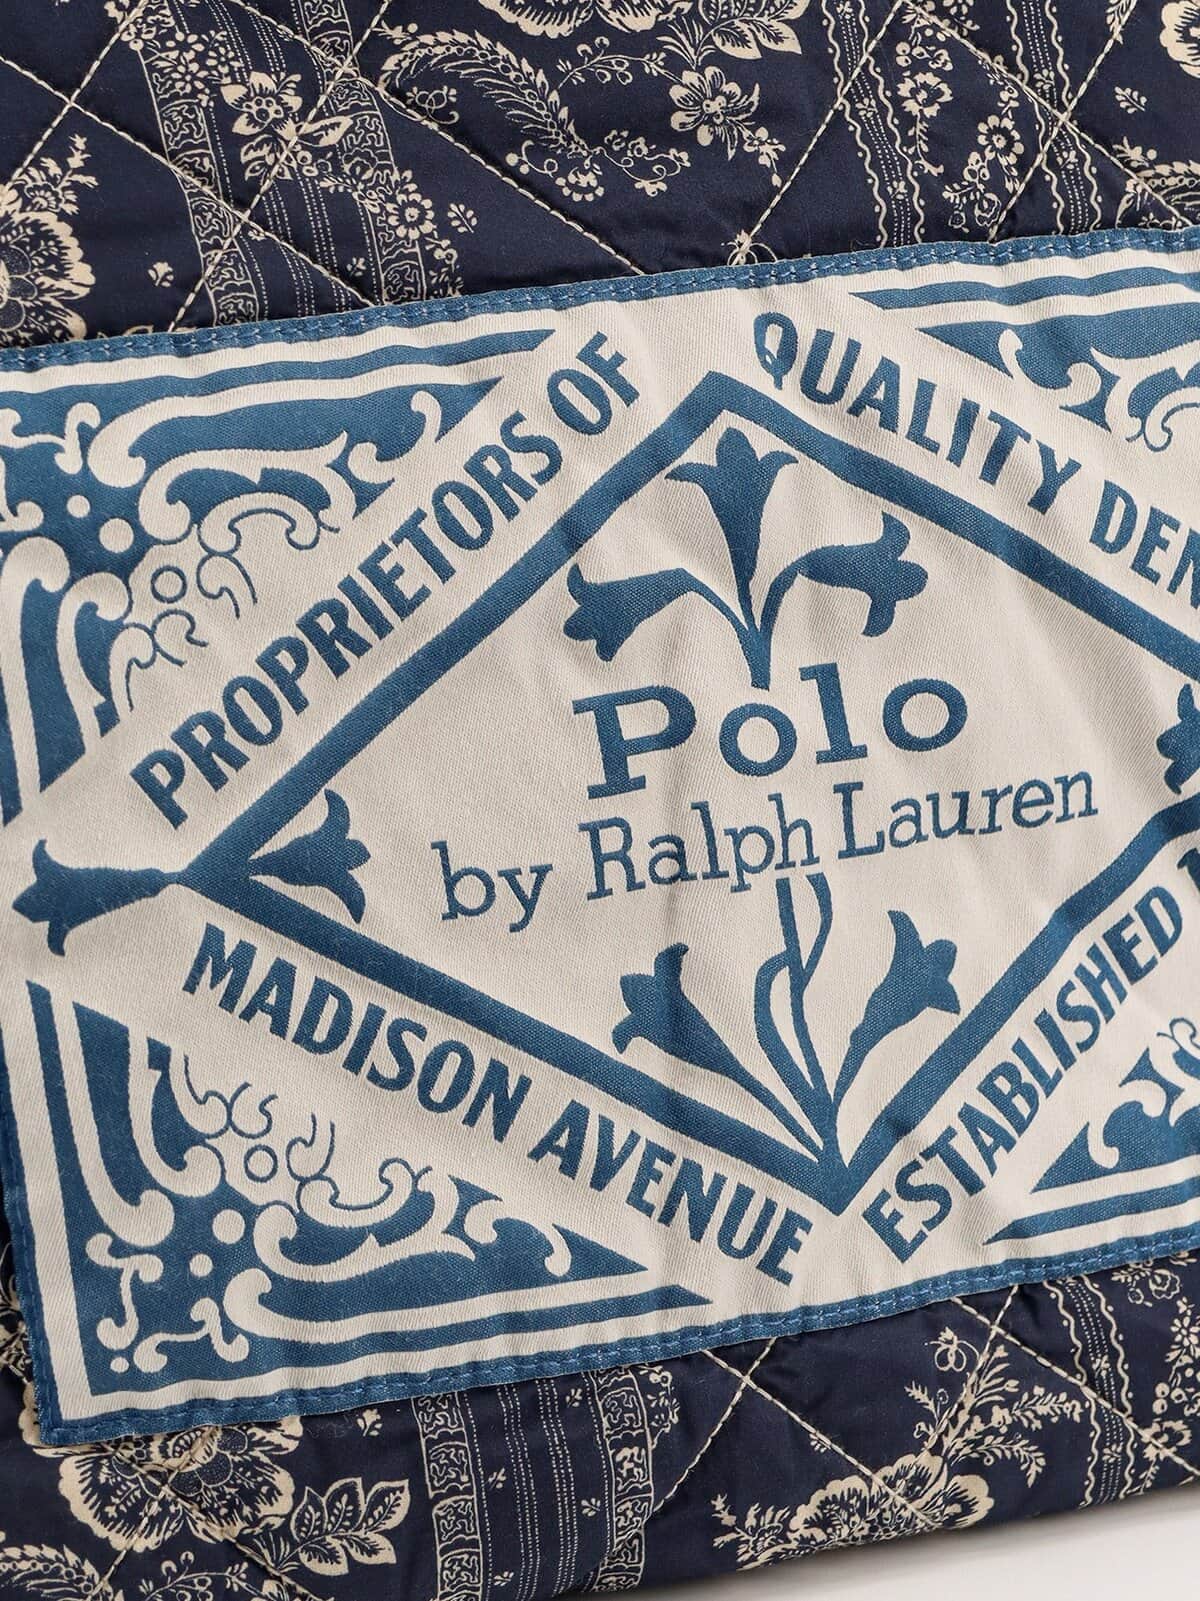 PROPRIETORS OF
QUALITY
Polo
by Ralph Lauren
MADISON AVENUE
ESTABLISHED